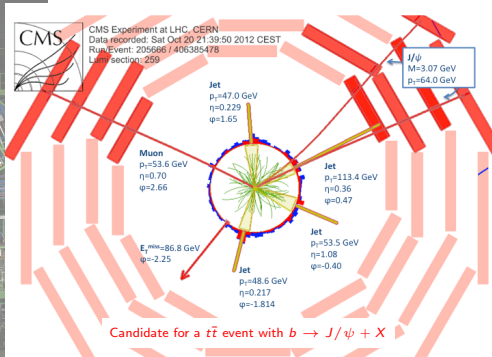 CMS
CMS Experiment at LHC, CERN
Data recorded: Sat Oct 20 21:39:50 2012 CEST
Run/Event: 205666 / 406385478
Lumi section: 259
J/ψ
M=3.07 GeV
pT=64.0 GeV
Jet
pT=47.0 GeV
η=0.229
φ=1.65
Muon
pT=53.6 GeV
η=0.70
φ=2.66
Jet
pT=113.4 GeV
η=0.36
φ=0.47
Jet
pT=53.5 GeV
η=1.08
φ=-0.40
ETmiss=86.8 GeV
φ=-2.25
Jet
pT=48.6 GeV
η=0.217
φ=-1.814
Candidate for a tt̄ event with b → J/ψ + X